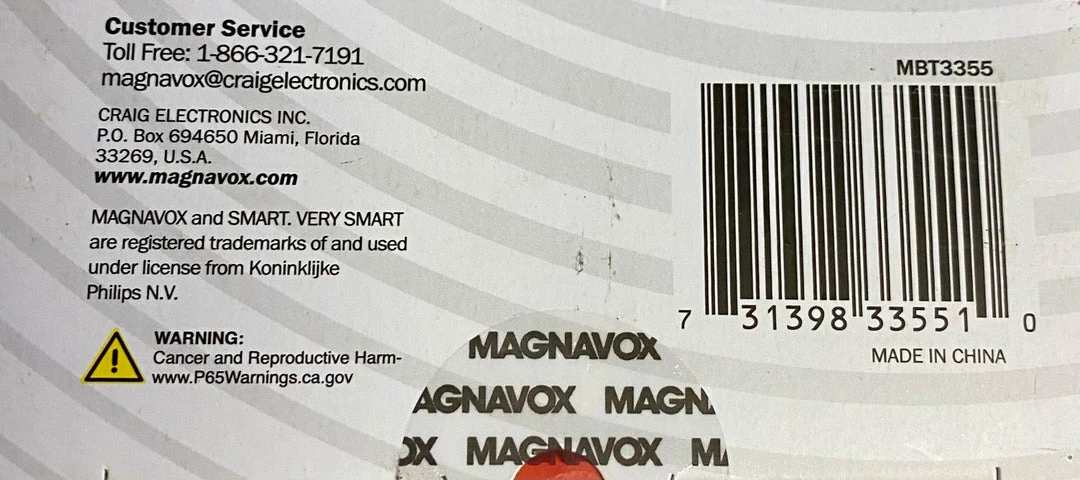 Customer Service
Toll Free: 1-866-321-7191
magnavox@craigelectronics.com
CRAIG ELECTRONICS INC.
P.O. Box 694650 Miami, Florida
33269, U.S.A.
www.magnavox.com
MAGNAVOX and SMART. VERY SMART
are registered trademarks of and used
under license from Koninklijke
Philips N.V.
WARNING:
Cancer and Reproductive Harm-
www.P65Warnings.ca.gov
MBT3355
7 31398 33551 0
MADE IN CHINA
MAGNAVOX
AGNAVOX MAGNA
OX MAGNAVOX MA